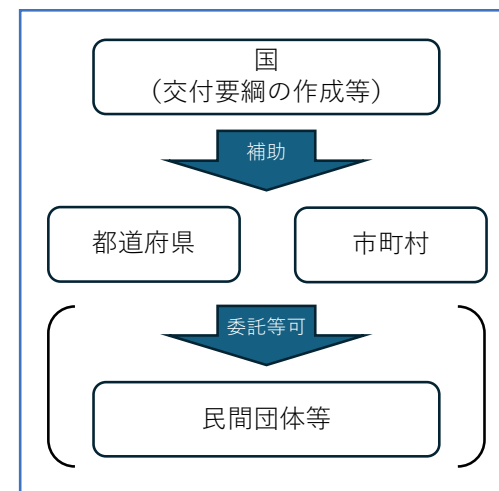 国
（交付要綱の作成等）
補助
都道府県
市町村
委託等可
民間団体等